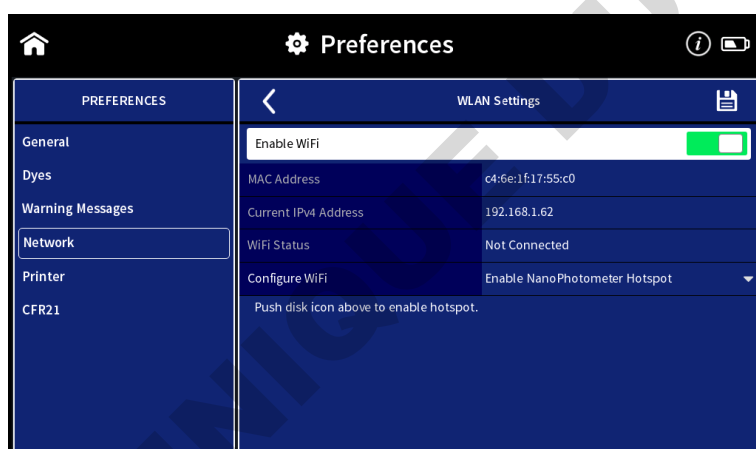 Preferences
PREFERENCES
WLAN Settings
General
Enable WiFi
Dyes
MAC Address c4:6e:1f:17:55:c0
Warning Messages
Current IPv4 Address 192.168.1.62
Network
WiFi Status Not Connected
Printer
Configure WiFi Enable NanoPhotometer Hotspot
CFR21
Push disk icon above to enable hotspot.